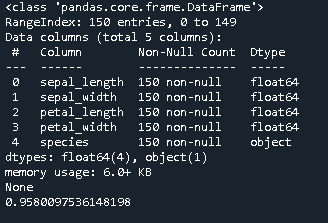 <class 'pandas.core.frame.DataFrame'>
RangeIndex: 150 entries, 0 to 149
Data columns (total 5 columns):
 #   Column        Non-Null Count  Dtype
---  ------        --------------  -----
 0   sepal_length  150 non-null    float64
 1   sepal_width   150 non-null    float64
 2   petal_length  150 non-null    float64
 3   petal_width   150 non-null    float64
 4   species       150 non-null    object
dtypes: float64(4), object(1)
memory usage: 6.0+ KB
None
0.9580097536148198